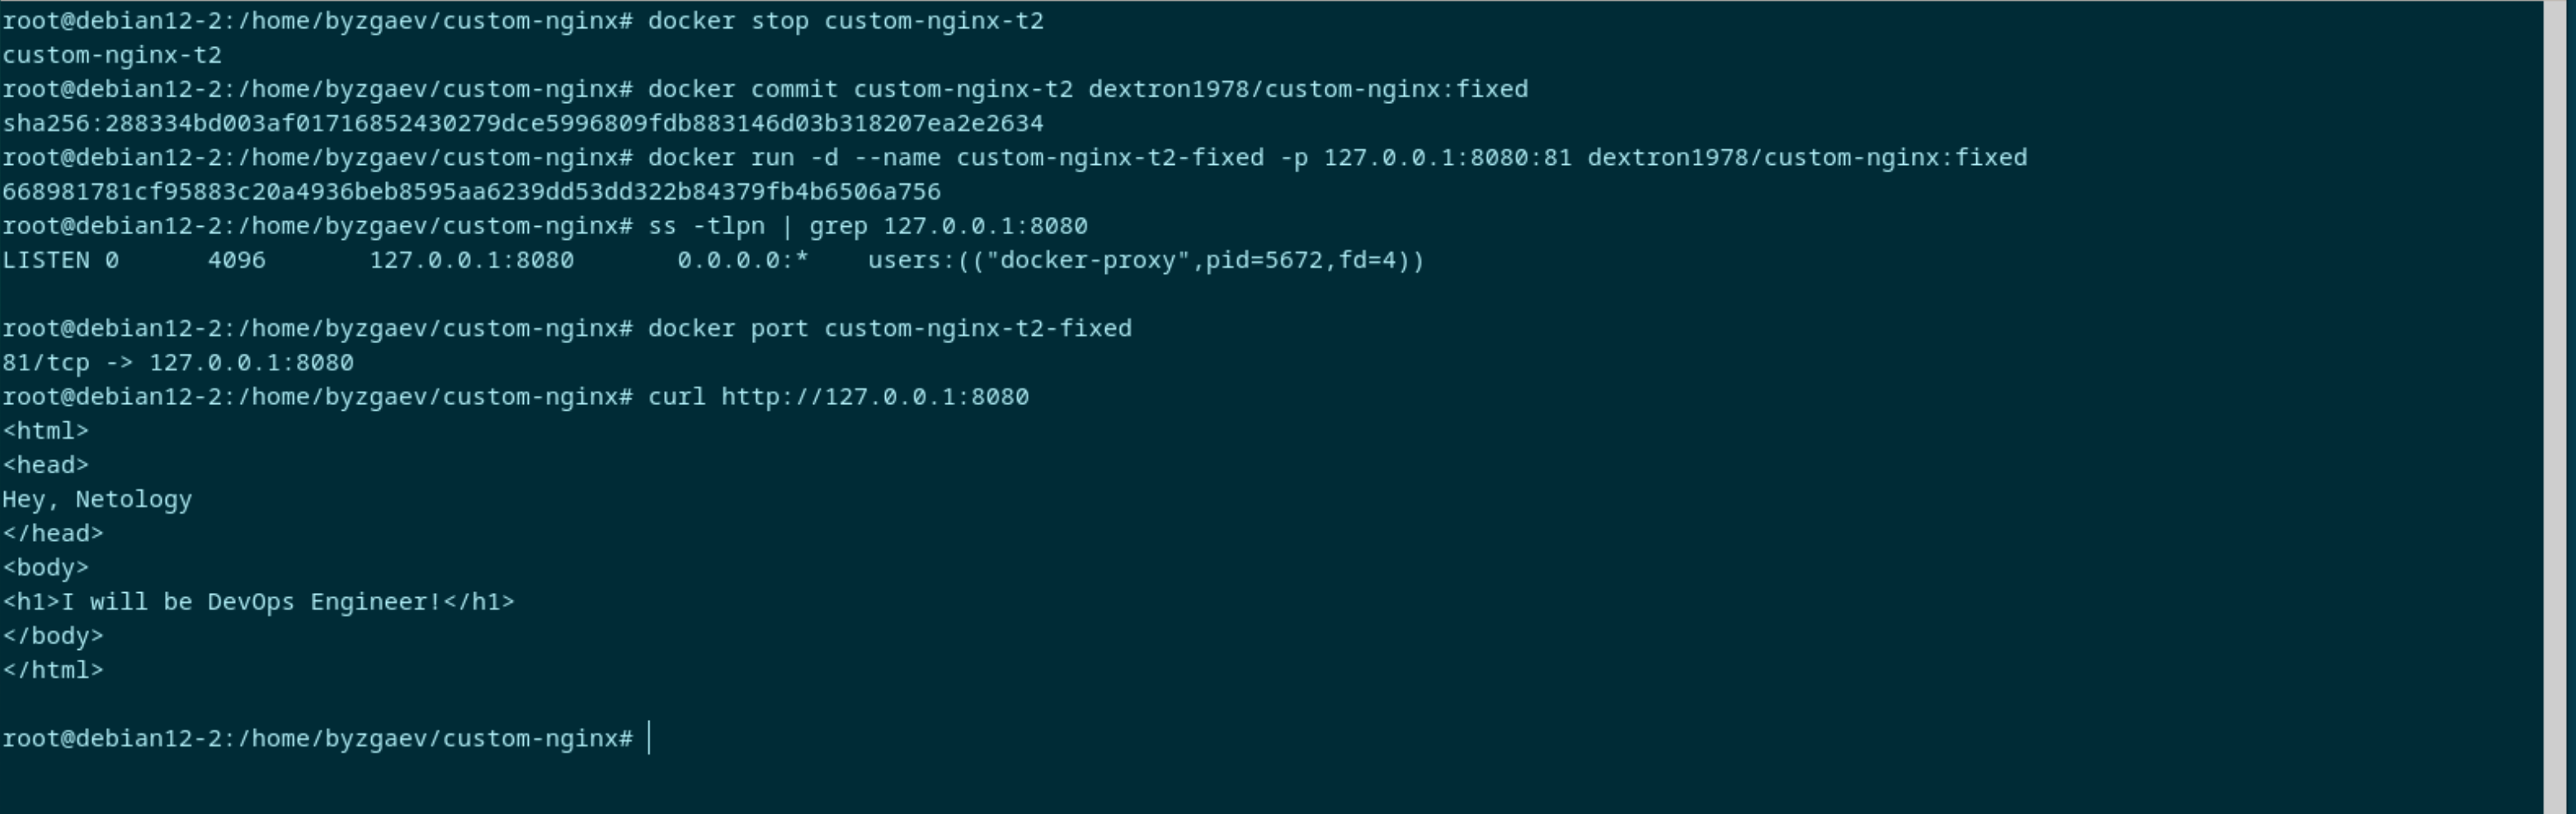 root@debian12-2:/home/byzgaev/custom-nginx# docker stop custom-nginx-t2
custom-nginx-t2
root@debian12-2:/home/byzgaev/custom-nginx# docker commit custom-nginx-t2 dextron1978/custom-nginx:fixed
sha256:288334bd003af01716852430279dce5996809fdb883146d03b318207ea2e2634
root@debian12-2:/home/byzgaev/custom-nginx# docker run -d --name custom-nginx-t2-fixed -p 127.0.0.1:8080:81 dextron1978/custom-nginx:fixed
668981781cf95883c20a4936beb8595aa6239dd53dd322b84379fb4b6506a756
root@debian12-2:/home/byzgaev/custom-nginx# ss -tlpn | grep 127.0.0.1:8080
LISTEN 0      4096       127.0.0.1:8080       0.0.0.0:*    users:(("docker-proxy",pid=5672,fd=4))

root@debian12-2:/home/byzgaev/custom-nginx# docker port custom-nginx-t2-fixed
81/tcp -> 127.0.0.1:8080
root@debian12-2:/home/byzgaev/custom-nginx# curl http://127.0.0.1:8080
<html>
<head>
Hey, Netology
</head>
<body>
<h1>I will be DevOps Engineer!</h1>
</body>
</html>

root@debian12-2:/home/byzgaev/custom-nginx#